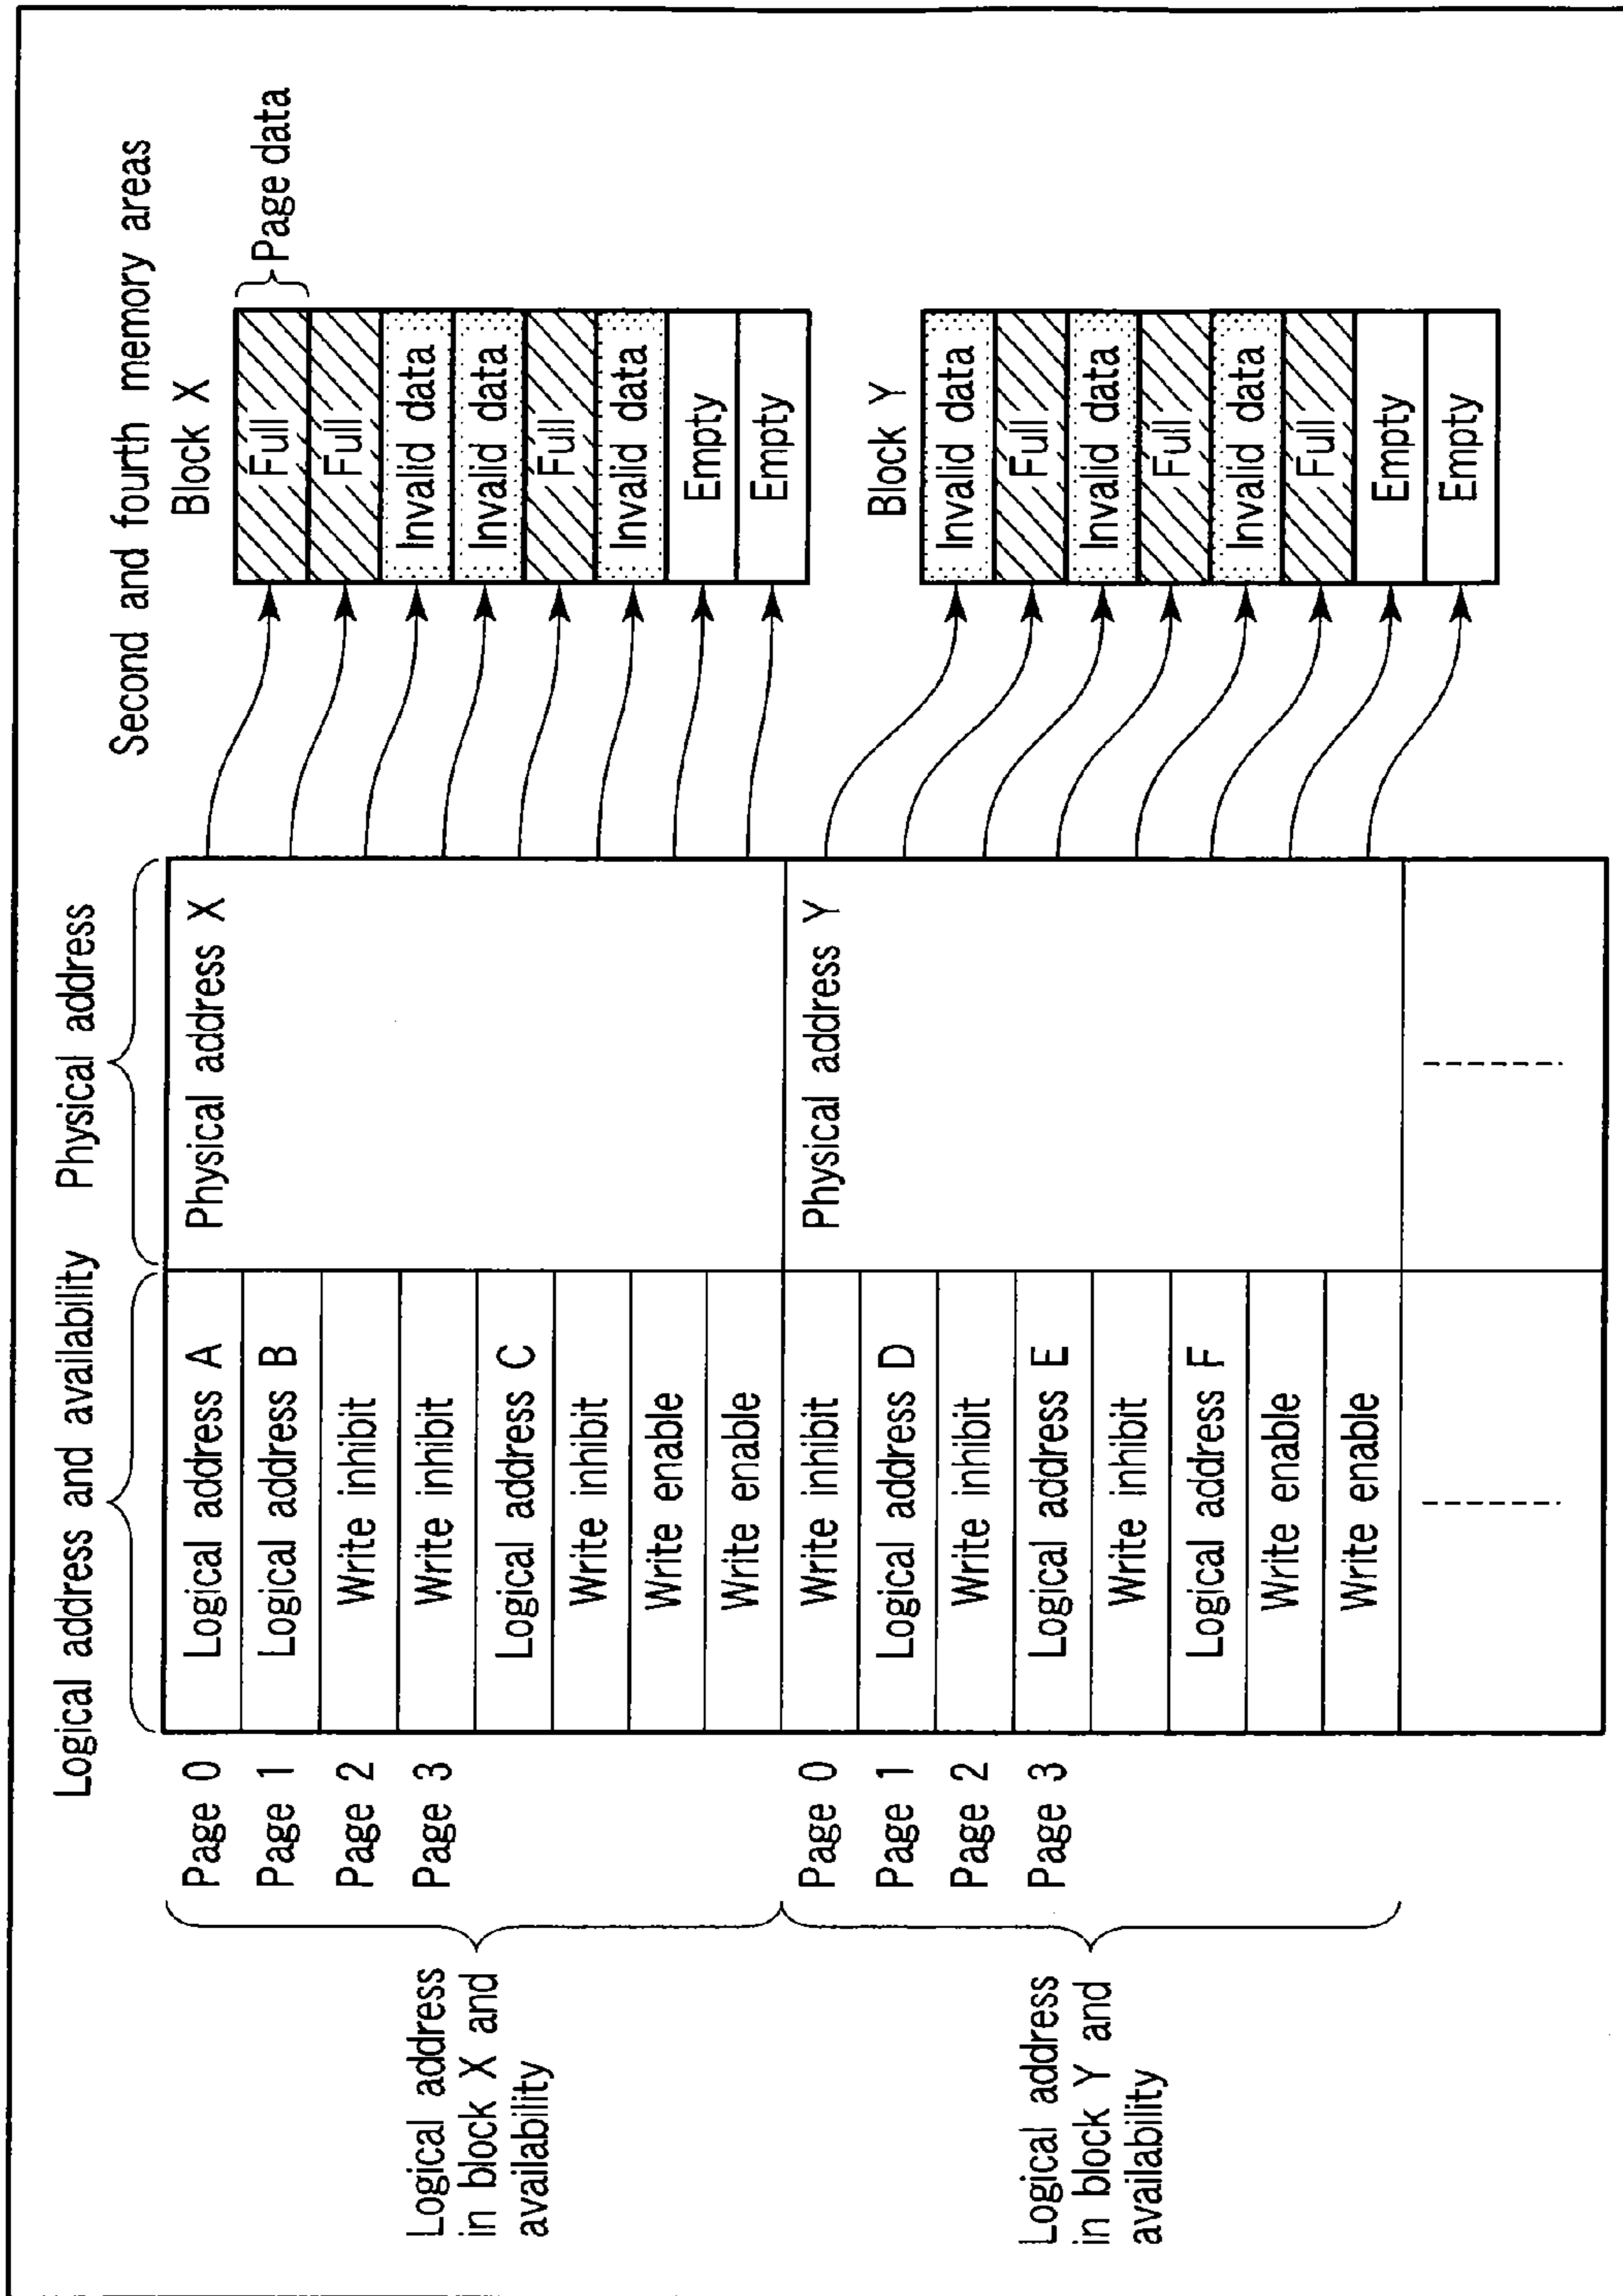 Logical address and availability
Physical address
Second and fourth memory areas
Logical address
in block X and
availability
Page 0
Page 1
Page 2
Page 3
Logical address A
Logical address B
Write inhibit
Write inhibit
Logical address C
Write inhibit
Write enable
Write enable
Physical address X
Block X
Full
Full
Invalid data
Invalid data
Full
Invalid data
Empty
Empty
Page data
Logical address
in block Y and
availability
Page 0
Page 1
Page 2
Page 3
Write inhibit
Logical address D
Write inhibit
Logical address E
Write inhibit
Logical address F
Write enable
Write enable
Physical address Y
Block Y
Invalid data
Full
Invalid data
Full
Invalid data
Full
Empty
Empty